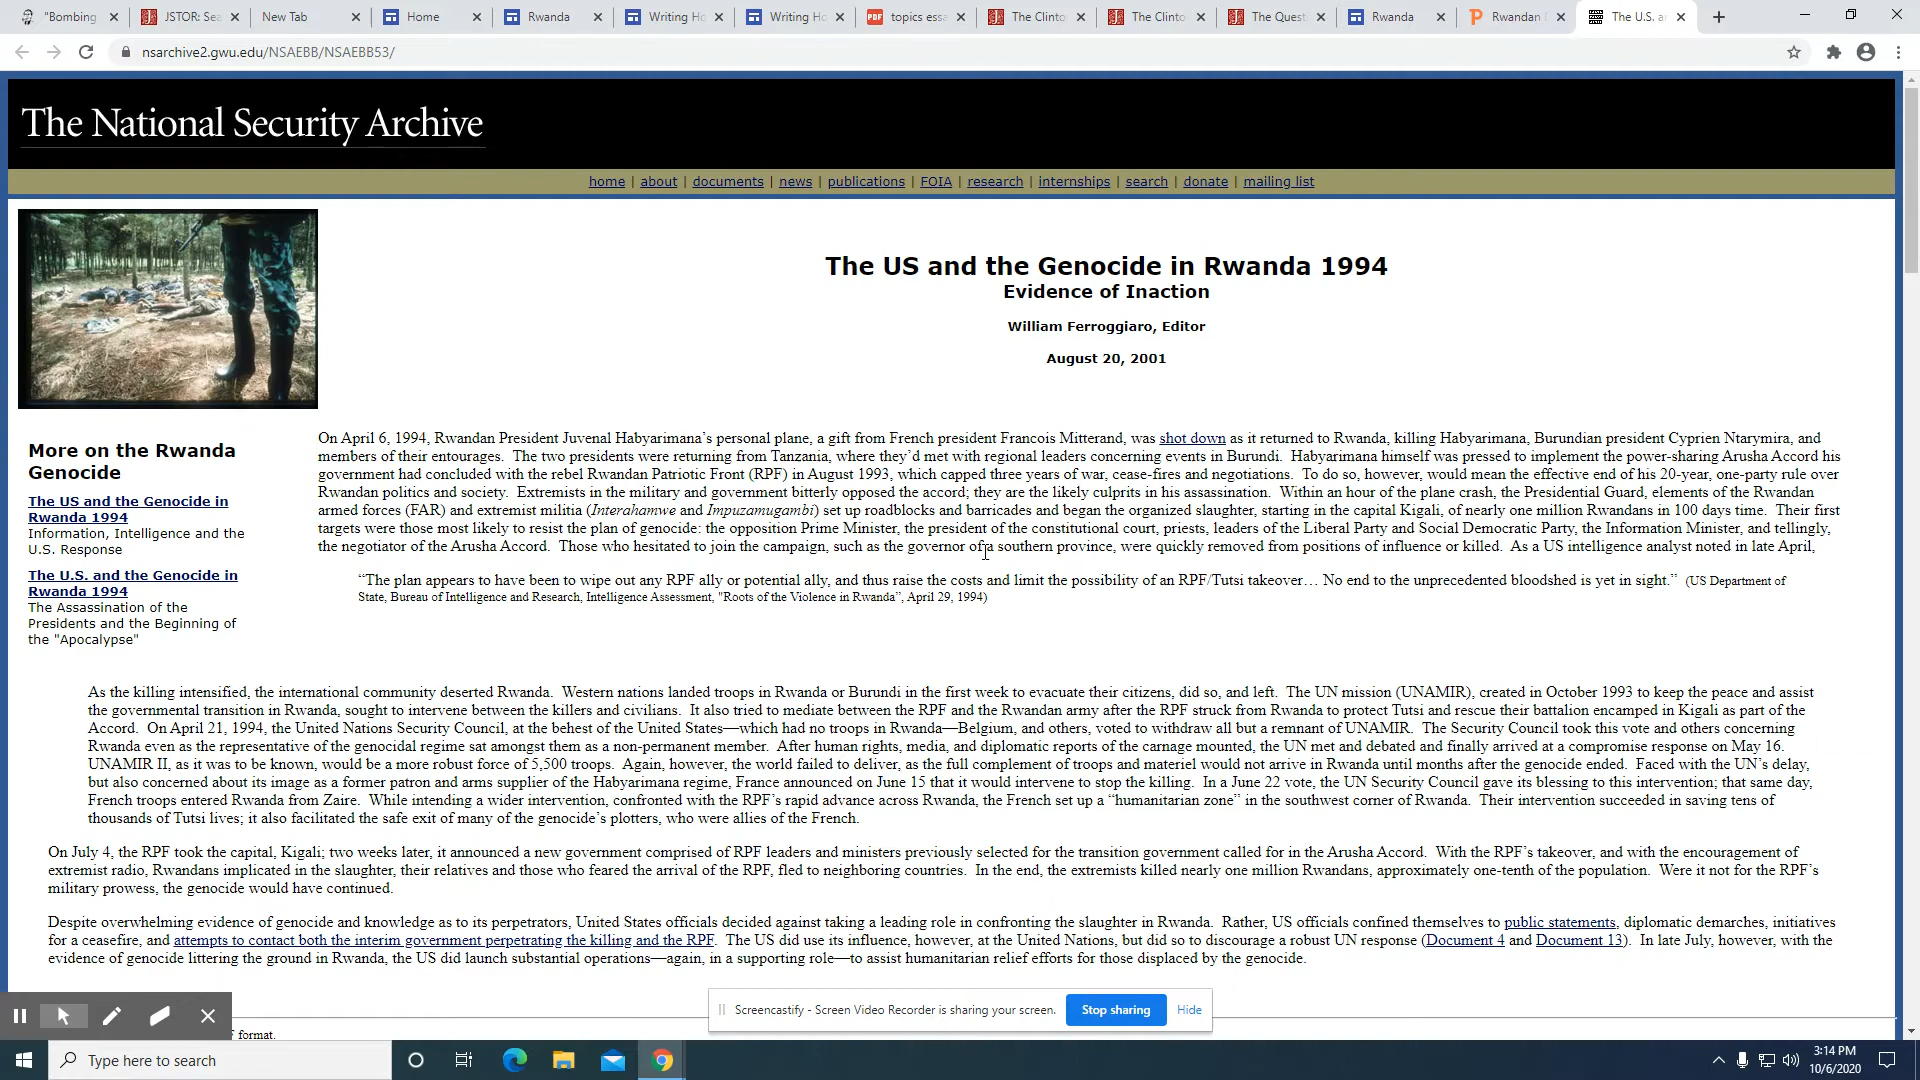 "Bombing
JSTOR: Sea
New Tab
Home
Rwanda
Writing Ho
Writing Ho
topics essa
The Clinto
The Clinto
The Quest
Rwanda
Rwandan
The U.S. a
nsarchive2.gwu.edu/NSAEBB/NSAEBB53/
The National Security Archive
home | about | documents | news | publications | FOIA | research | internships | search | donate | mailing list
The US and the Genocide in Rwanda 1994
Evidence of Inaction
William Ferroggiaro, Editor
August 20, 2001
More on the Rwanda
Genocide
The US and the Genocide in
Rwanda 1994
Information, Intelligence and the
U.S. Response
The U.S. and the Genocide in
Rwanda 1994
The Assassination of the
Presidents and the Beginning of
the "Apocalypse"
On April 6, 1994, Rwandan President Juvenal Habyarimana’s personal plane, a gift from French president Francois Mitterand, was shot down as it returned to Rwanda, killing Habyarimana, Burundian president Cyprien Ntarymira, and
members of their entourages. The two presidents were returning from Tanzania, where they’d met with regional leaders concerning events in Burundi. Habyarimana himself was pressed to implement the power-sharing Arusha Accord his
government had concluded with the rebel Rwandan Patriotic Front (RPF) in August 1993, which capped three years of war, cease-fires and negotiations. To do so, however, would mean the effective end of his 20-year, one-party rule over
Rwandan politics and society. Extremists in the military and government bitterly opposed the accord; they are the likely culprits in his assassination. Within an hour of the plane crash, the Presidential Guard, elements of the Rwandan
armed forces (FAR) and extremist militia (Interahamwe and Impuzamugambi) set up roadblocks and barricades and began the organized slaughter, starting in the capital Kigali, of nearly one million Rwandans in 100 days time. Their first
targets were those most likely to resist the plan of genocide: the opposition Prime Minister, the president of the constitutional court, priests, leaders of the Liberal Party and Social Democratic Party, the Information Minister, and tellingly,
the negotiator of the Arusha Accord. Those who hesitated to join the campaign, such as the governor of a southern province, were quickly removed from positions of influence or killed. As a US intelligence analyst noted in late April,
“The plan appears to have been to wipe out any RPF ally or potential ally, and thus raise the costs and limit the possibility of an RPF/Tutsi takeover… No end to the unprecedented bloodshed is yet in sight.” (US Department of
State, Bureau of Intelligence and Research, Intelligence Assessment, "Roots of the Violence in Rwanda”, April 29, 1994)
As the killing intensified, the international community deserted Rwanda. Western nations landed troops in Rwanda or Burundi in the first week to evacuate their citizens, did so, and left. The UN mission (UNAMIR), created in October 1993 to keep the peace and assist
the governmental transition in Rwanda, sought to intervene between the killers and civilians. It also tried to mediate between the RPF and the Rwandan army after the RPF struck from Rwanda to protect Tutsi and rescue their battalion encamped in Kigali as part of the
Accord. On April 21, 1994, the United Nations Security Council, at the behest of the United States—which had no troops in Rwanda—Belgium, and others, voted to withdraw all but a remnant of UNAMIR. The Security Council took this vote and others concerning
Rwanda even as the representative of the genocidal regime sat amongst them as a non-permanent member. After human rights, media, and diplomatic reports of the carnage mounted, the UN met and debated and finally arrived at a compromise response on May 16.
UNAMIR II, as it was to be known, would be a more robust force of 5,500 troops. Again, however, the world failed to deliver, as the full complement of troops and materiel would not arrive in Rwanda until months after the genocide ended. Faced with the UN’s delay,
but also concerned about its image as a former patron and arms supplier of the Habyarimana regime, France announced on June 15 that it would intervene to stop the killing. In a June 22 vote, the UN Security Council gave its blessing to this intervention; that same day,
French troops entered Rwanda from Zaire. While intending a wider intervention, confronted with the RPF’s rapid advance across Rwanda, the French set up a “humanitarian zone” in the southwest corner of Rwanda. Their intervention succeeded in saving tens of
thousands of Tutsi lives; it also facilitated the safe exit of many of the genocide’s plotters, who were allies of the French.
On July 4, the RPF took the capital, Kigali; two weeks later, it announced a new government comprised of RPF leaders and ministers previously selected for the transition government called for in the Arusha Accord. With the RPF’s takeover, and with the encouragement of
extremist radio, Rwandans implicated in the slaughter, their relatives and those who feared the arrival of the RPF, fled to neighboring countries. In the end, the extremists killed nearly one million Rwandans, approximately one-tenth of the population. Were it not for the RPF’s
military prowess, the genocide would have continued.
Despite overwhelming evidence of genocide and knowledge as to its perpetrators, United States officials decided against taking a leading role in confronting the slaughter in Rwanda. Rather, US officials confined themselves to public statements, diplomatic demarches, initiatives
for a ceasefire, and attempts to contact both the interim government perpetrating the killing and the RPF. The US did use its influence, however, at the United Nations, but did so to discourage a robust UN response (Document 4 and Document 13). In late July, however, with the
evidence of genocide littering the ground in Rwanda, the US did launch substantial operations—again, in a supporting role—to assist humanitarian relief efforts for those displaced by the genocide.
Screencastify - Screen Video Recorder is sharing your screen.
Stop sharing
Hide
format.
Type here to search
3:14 PM
10/6/2020